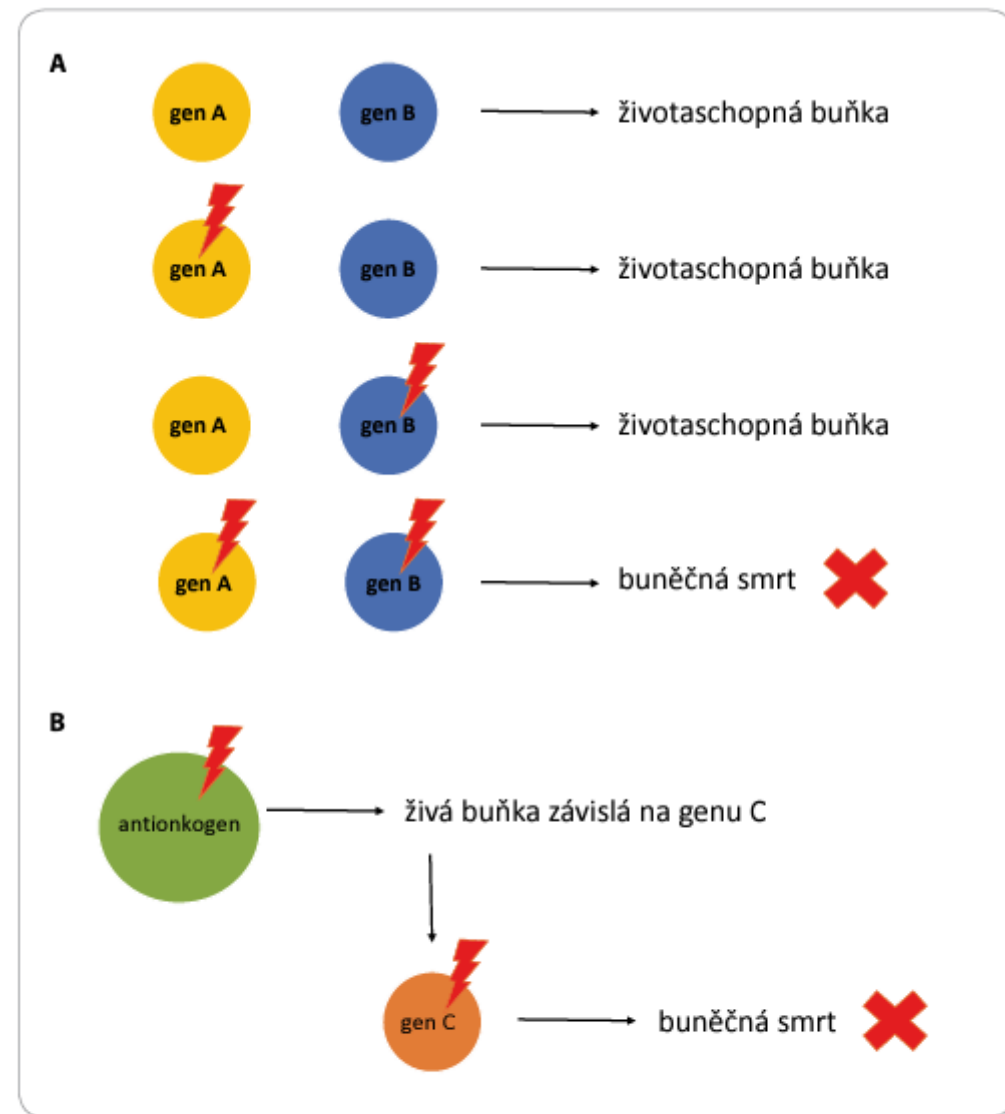 A
gen A gen B životaschopná buňka
gen A gen B životaschopná buňka
gen A gen B životaschopná buňka
gen A gen B buněčná smrt
B
antionkogen živá buňka závislá na genu C
gen C buněčná smrt